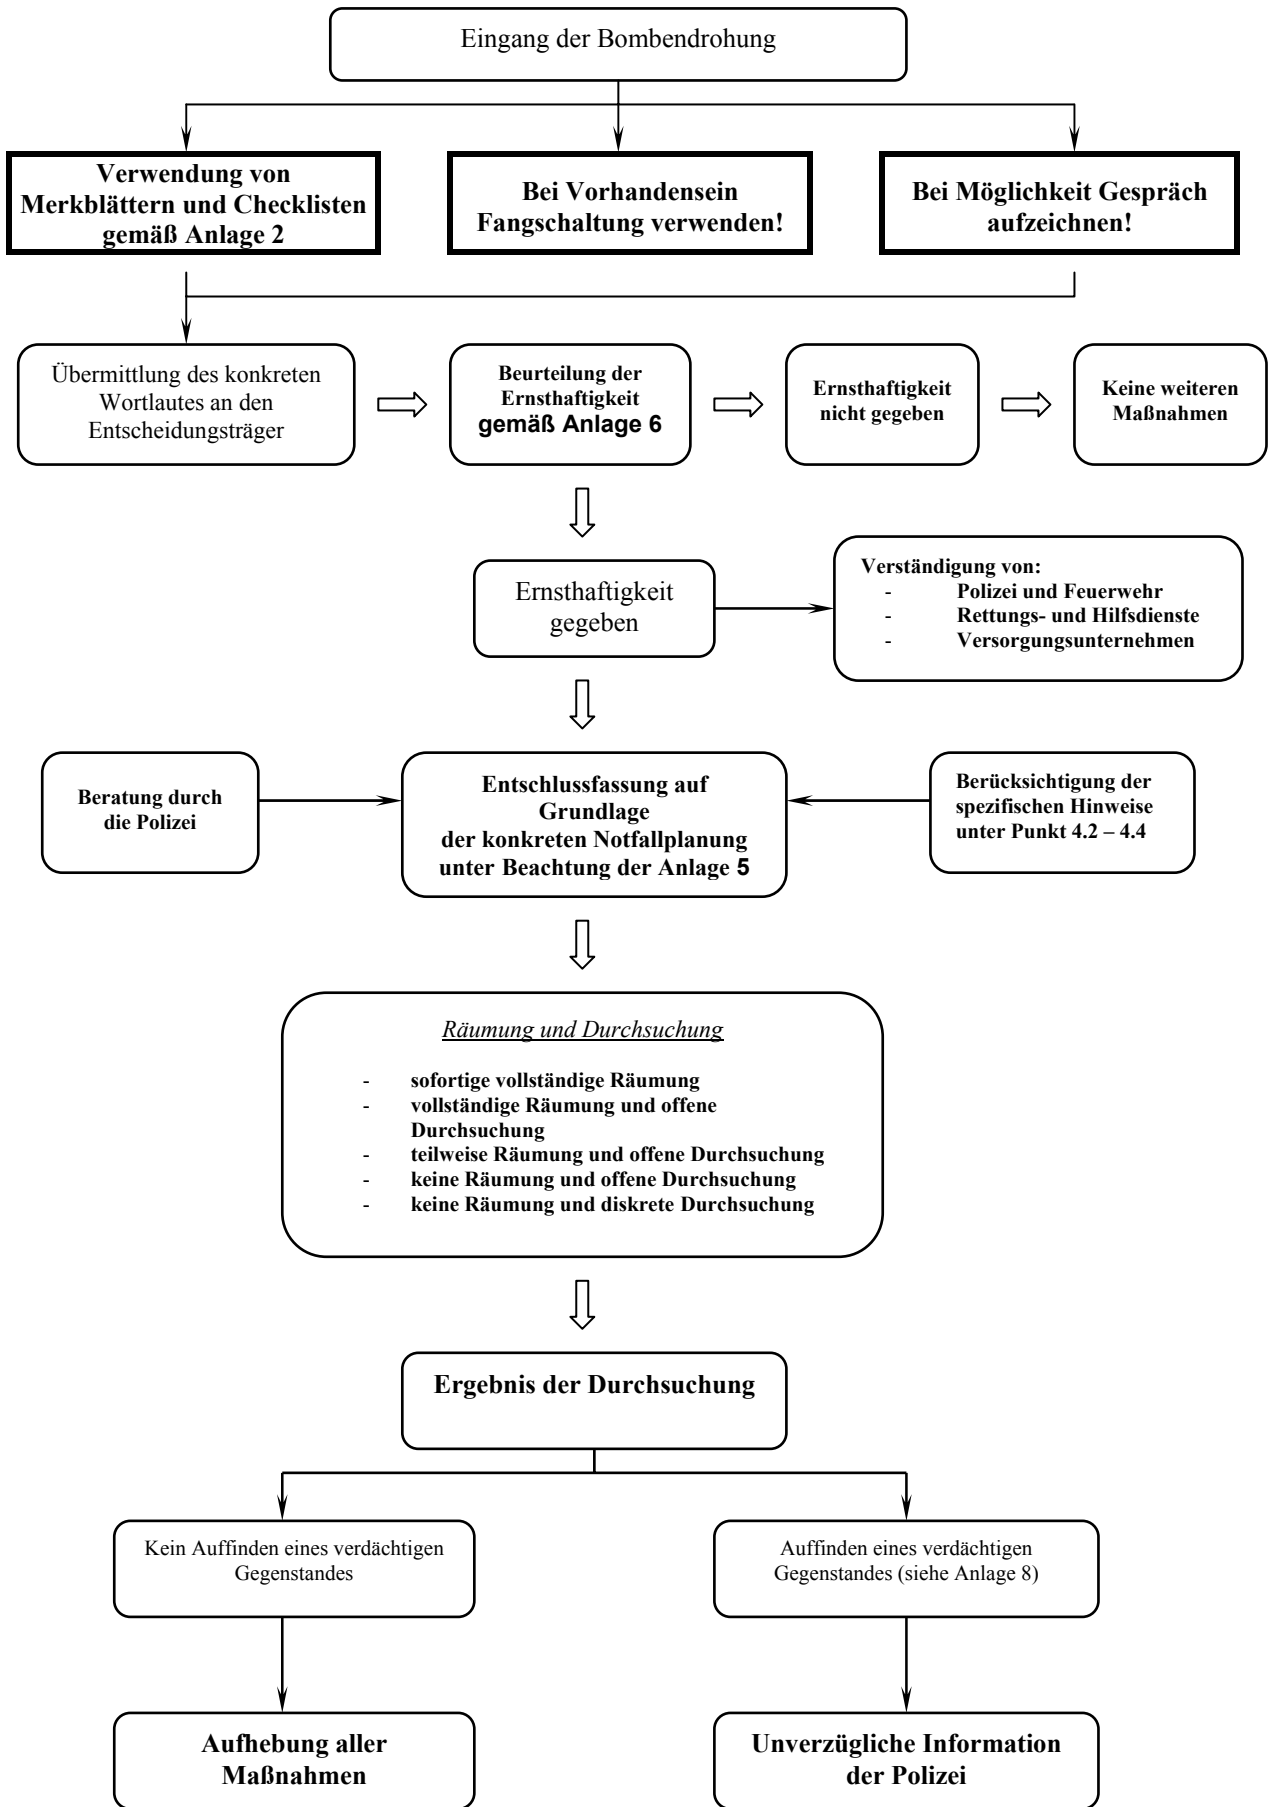 Eingang der Bombendrohung
Verwendung von
Merkblättern und Checklisten
gemäß Anlage 2
Bei Vorhandensein
Fangschaltung verwenden!
Bei Möglichkeit Gespräch
aufzeichnen!
Übermittlung des konkreten
Wortlautes an den
Entscheidungsträger
Beurteilung der
Ernsthaftigkeit
gemäß Anlage 6
Ernsthaftigkeit
nicht gegeben
Keine weiteren
Maßnahmen
Ernsthaftigkeit
gegeben
Verständigung von:
- Polizei und Feuerwehr
- Rettungs- und Hilfsdienste
- Versorgungsunternehmen
Beratung durch
die Polizei
Entschlussfassung auf
Grundlage
der konkreten Notfallplanung
unter Beachtung der Anlage 5
Berücksichtigung der
spezifischen Hinweise
unter Punkt 4.2 – 4.4
Räumung und Durchsuchung
- sofortige vollständige Räumung
- vollständige Räumung und offene
Durchsuchung
- teilweise Räumung und offene Durchsuchung
- keine Räumung und offene Durchsuchung
- keine Räumung und diskrete Durchsuchung
Ergebnis der Durchsuchung
Kein Auffinden eines verdächtigen
Gegenstandes
Auffinden eines verdächtigen
Gegenstandes (siehe Anlage 8)
Aufhebung aller
Maßnahmen
Unverzügliche Information
der Polizei